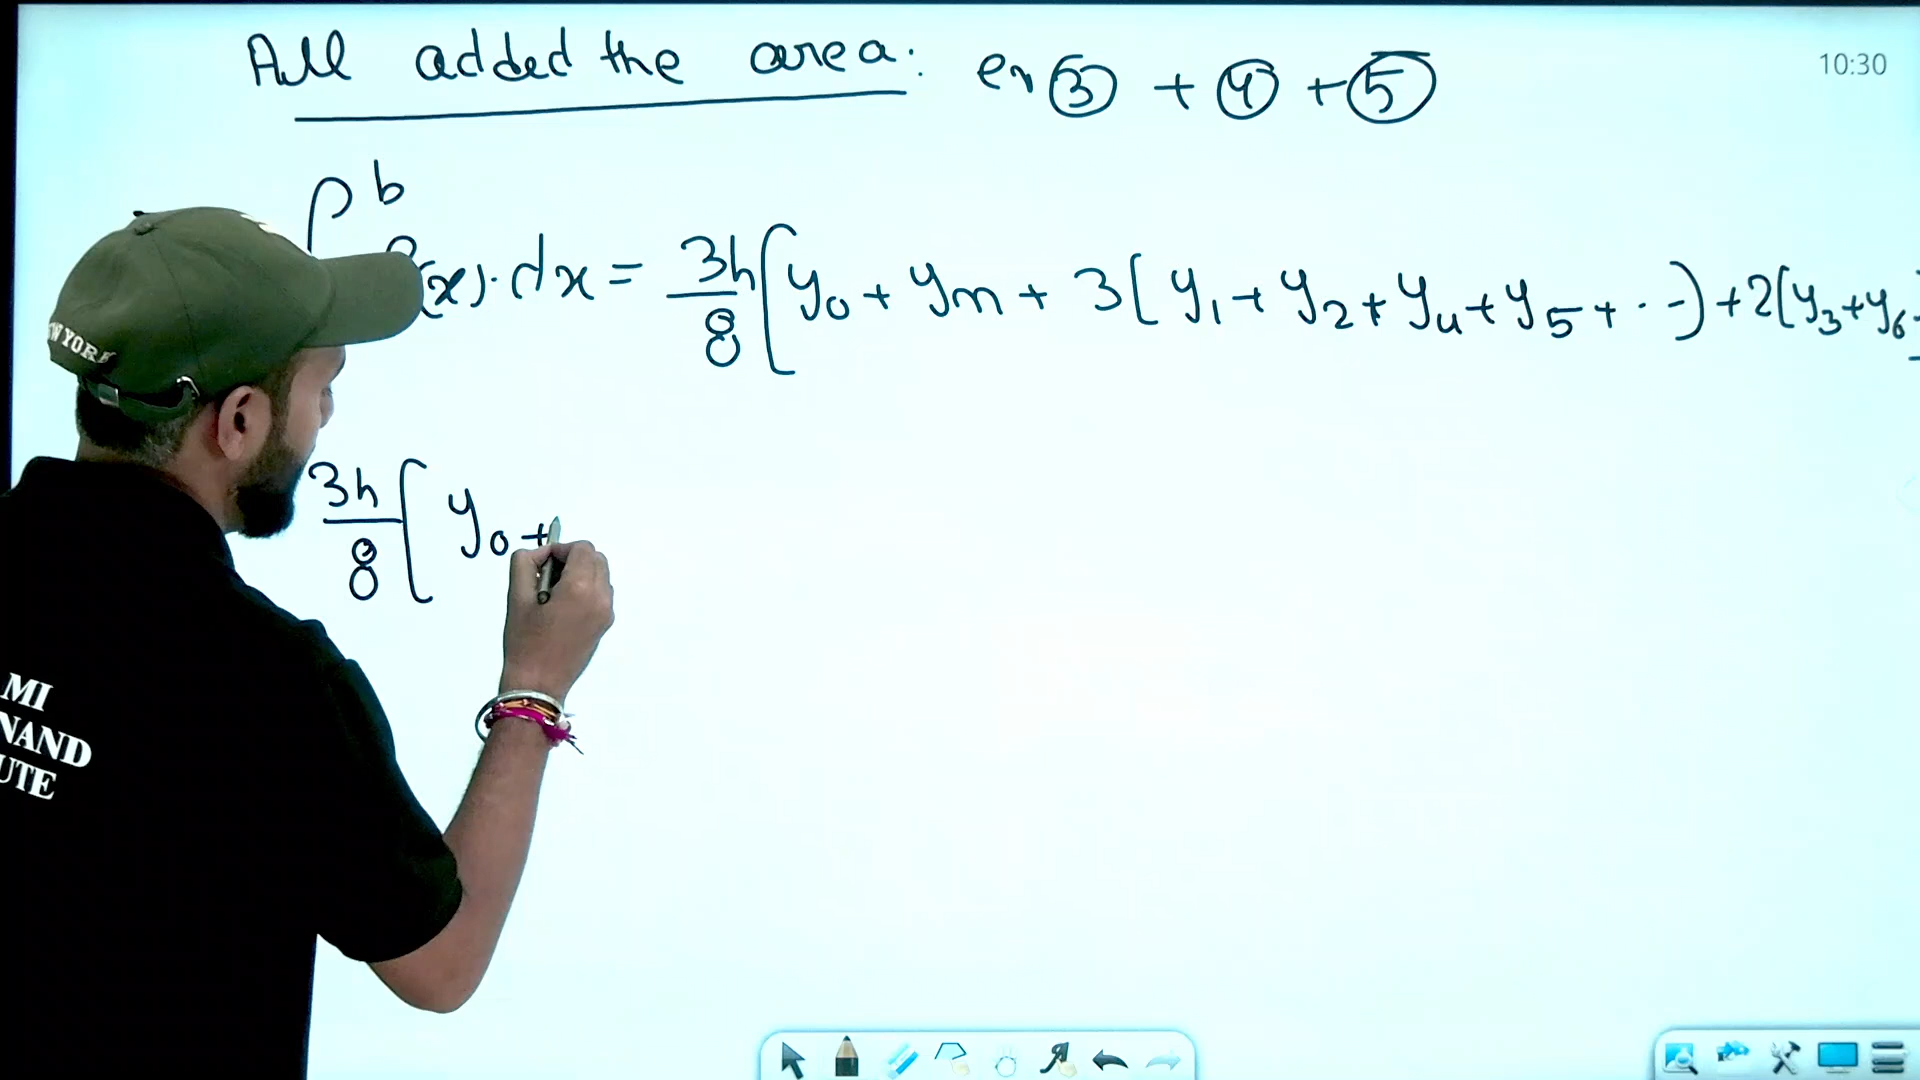 All added the area: en ③ + ④ + ⑤
10:30
∫ b f(x).dx = 3h/8 [y₀ + yₙ + 3(y₁ + y₂ + y₄ + y₅ + ...) + 2(y₃ + y₆ +
3h/8 [y₀ +
YORK
MI
NAND
UTE